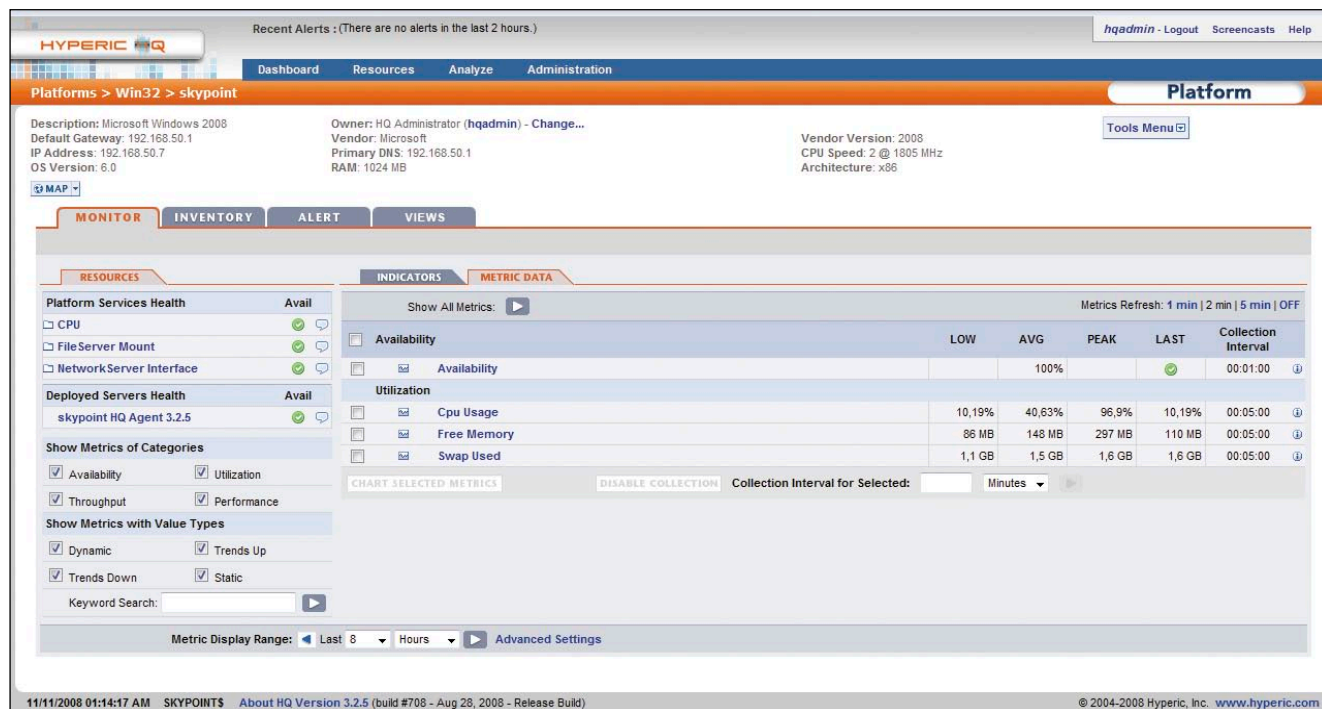 Recent Alerts : (There are no alerts in the last 2 hours.)
hqadmin - Logout Screencasts Help
HYPERIC HQ
Dashboard Resources Analyze Administration
Platforms > Win32 > skypoint
Platform
Description: Microsoft Windows 2008
Default Gateway: 192.168.50.1
IP Address: 192.168.50.7
OS Version: 6.0
Owner: HQ Administrator (hqadmin) - Change...
Vendor: Microsoft
Primary DNS: 192.168.50.1
RAM: 1024 MB
Vendor Version: 2008
CPU Speed: 2 @ 1805 MHz
Architecture: x86
Tools Menu
MAP
MONITOR INVENTORY ALERT VIEWS
RESOURCES
Platform Services Health Avail
CPU
FileServer Mount
NetworkServer Interface
Deployed Servers Health Avail
skypoint HQ Agent 3.2.5
Show Metrics of Categories
Availability Utilization
Throughput Performance
Show Metrics with Value Types
Dynamic Trends Up
Trends Down Static
Keyword Search:
INDICATORS METRIC DATA
Show All Metrics:
Metrics Refresh: 1 min | 2 min | 5 min | OFF
Availability LOW AVG PEAK LAST Collection Interval
Availability 100% 00:01:00
Utilization
Cpu Usage 10,19% 40,63% 96,9% 10,19% 00:05:00
Free Memory 86 MB 148 MB 297 MB 110 MB 00:05:00
Swap Used 1,1 GB 1,5 GB 1,6 GB 1,6 GB 00:05:00
CHART SELECTED METRICS DISABLE COLLECTION Collection Interval for Selected: Minutes
Metric Display Range: Last 8 Hours Advanced Settings
11/11/2008 01:14:17 AM SKYPOINT$ About HQ Version 3.2.5 (build #708 - Aug 28, 2008 - Release Build)
© 2004-2008 Hyperic, Inc. www.hyperic.com